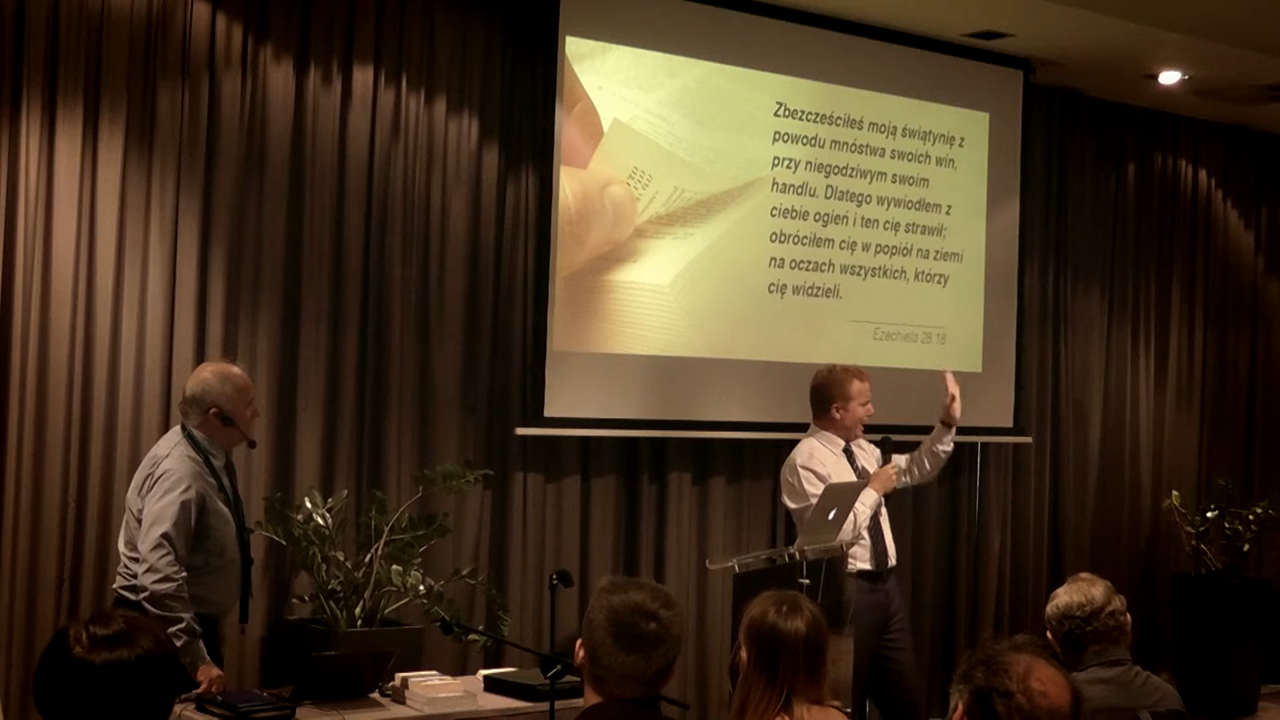 Zbezcześciłeś moją świątynię z
powodu mnóstwa swoich win,
przy niegodziwym swoim
handlu. Dlatego wywiodłem z
ciebie ogień i ten cię strawił;
obróciłem cię w popiół na ziemi
na oczach wszystkich, którzy
cię widzieli.
Ezechiela 28 18